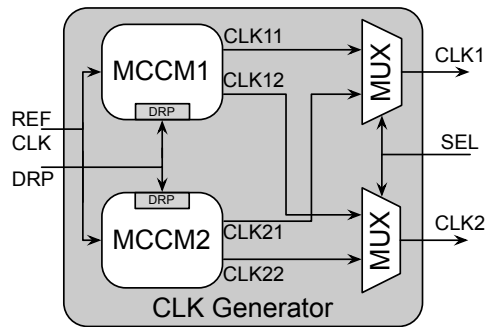 CLK11
MCCM1
CLK12
DRP
MUX
CLK1
REF
CLK
DRP
SEL
DRP
MCCM2
CLK21
CLK22
MUX
CLK2
CLK Generator